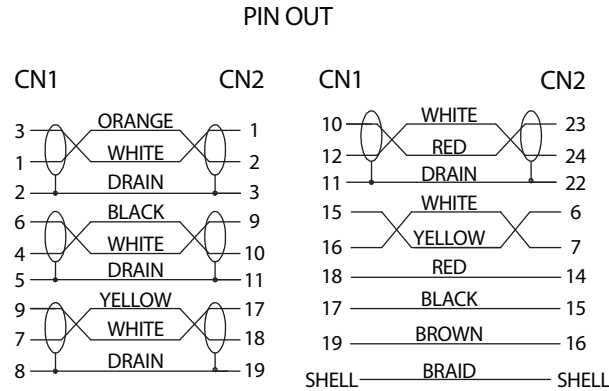 PIN OUT
CN1 CN2
3 ORANGE 1
1 WHITE 2
2 DRAIN 3
6 BLACK 9
4 WHITE 10
5 DRAIN 11
9 YELLOW 17
7 WHITE 18
8 DRAIN 19
CN1 CN2
10 WHITE 23
12 RED 24
11 DRAIN 22
15 WHITE 6
16 YELLOW 7
18 RED 14
17 BLACK 15
19 BROWN 16
SHELL BRAID SHELL